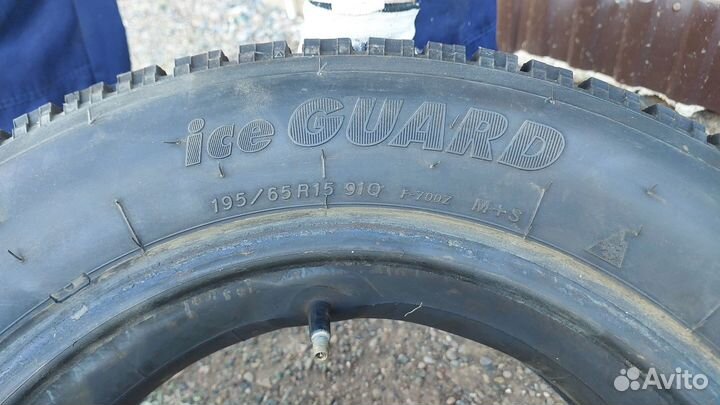 ice GUARD
195/65R15 91Q F-700Z M+S
Avito